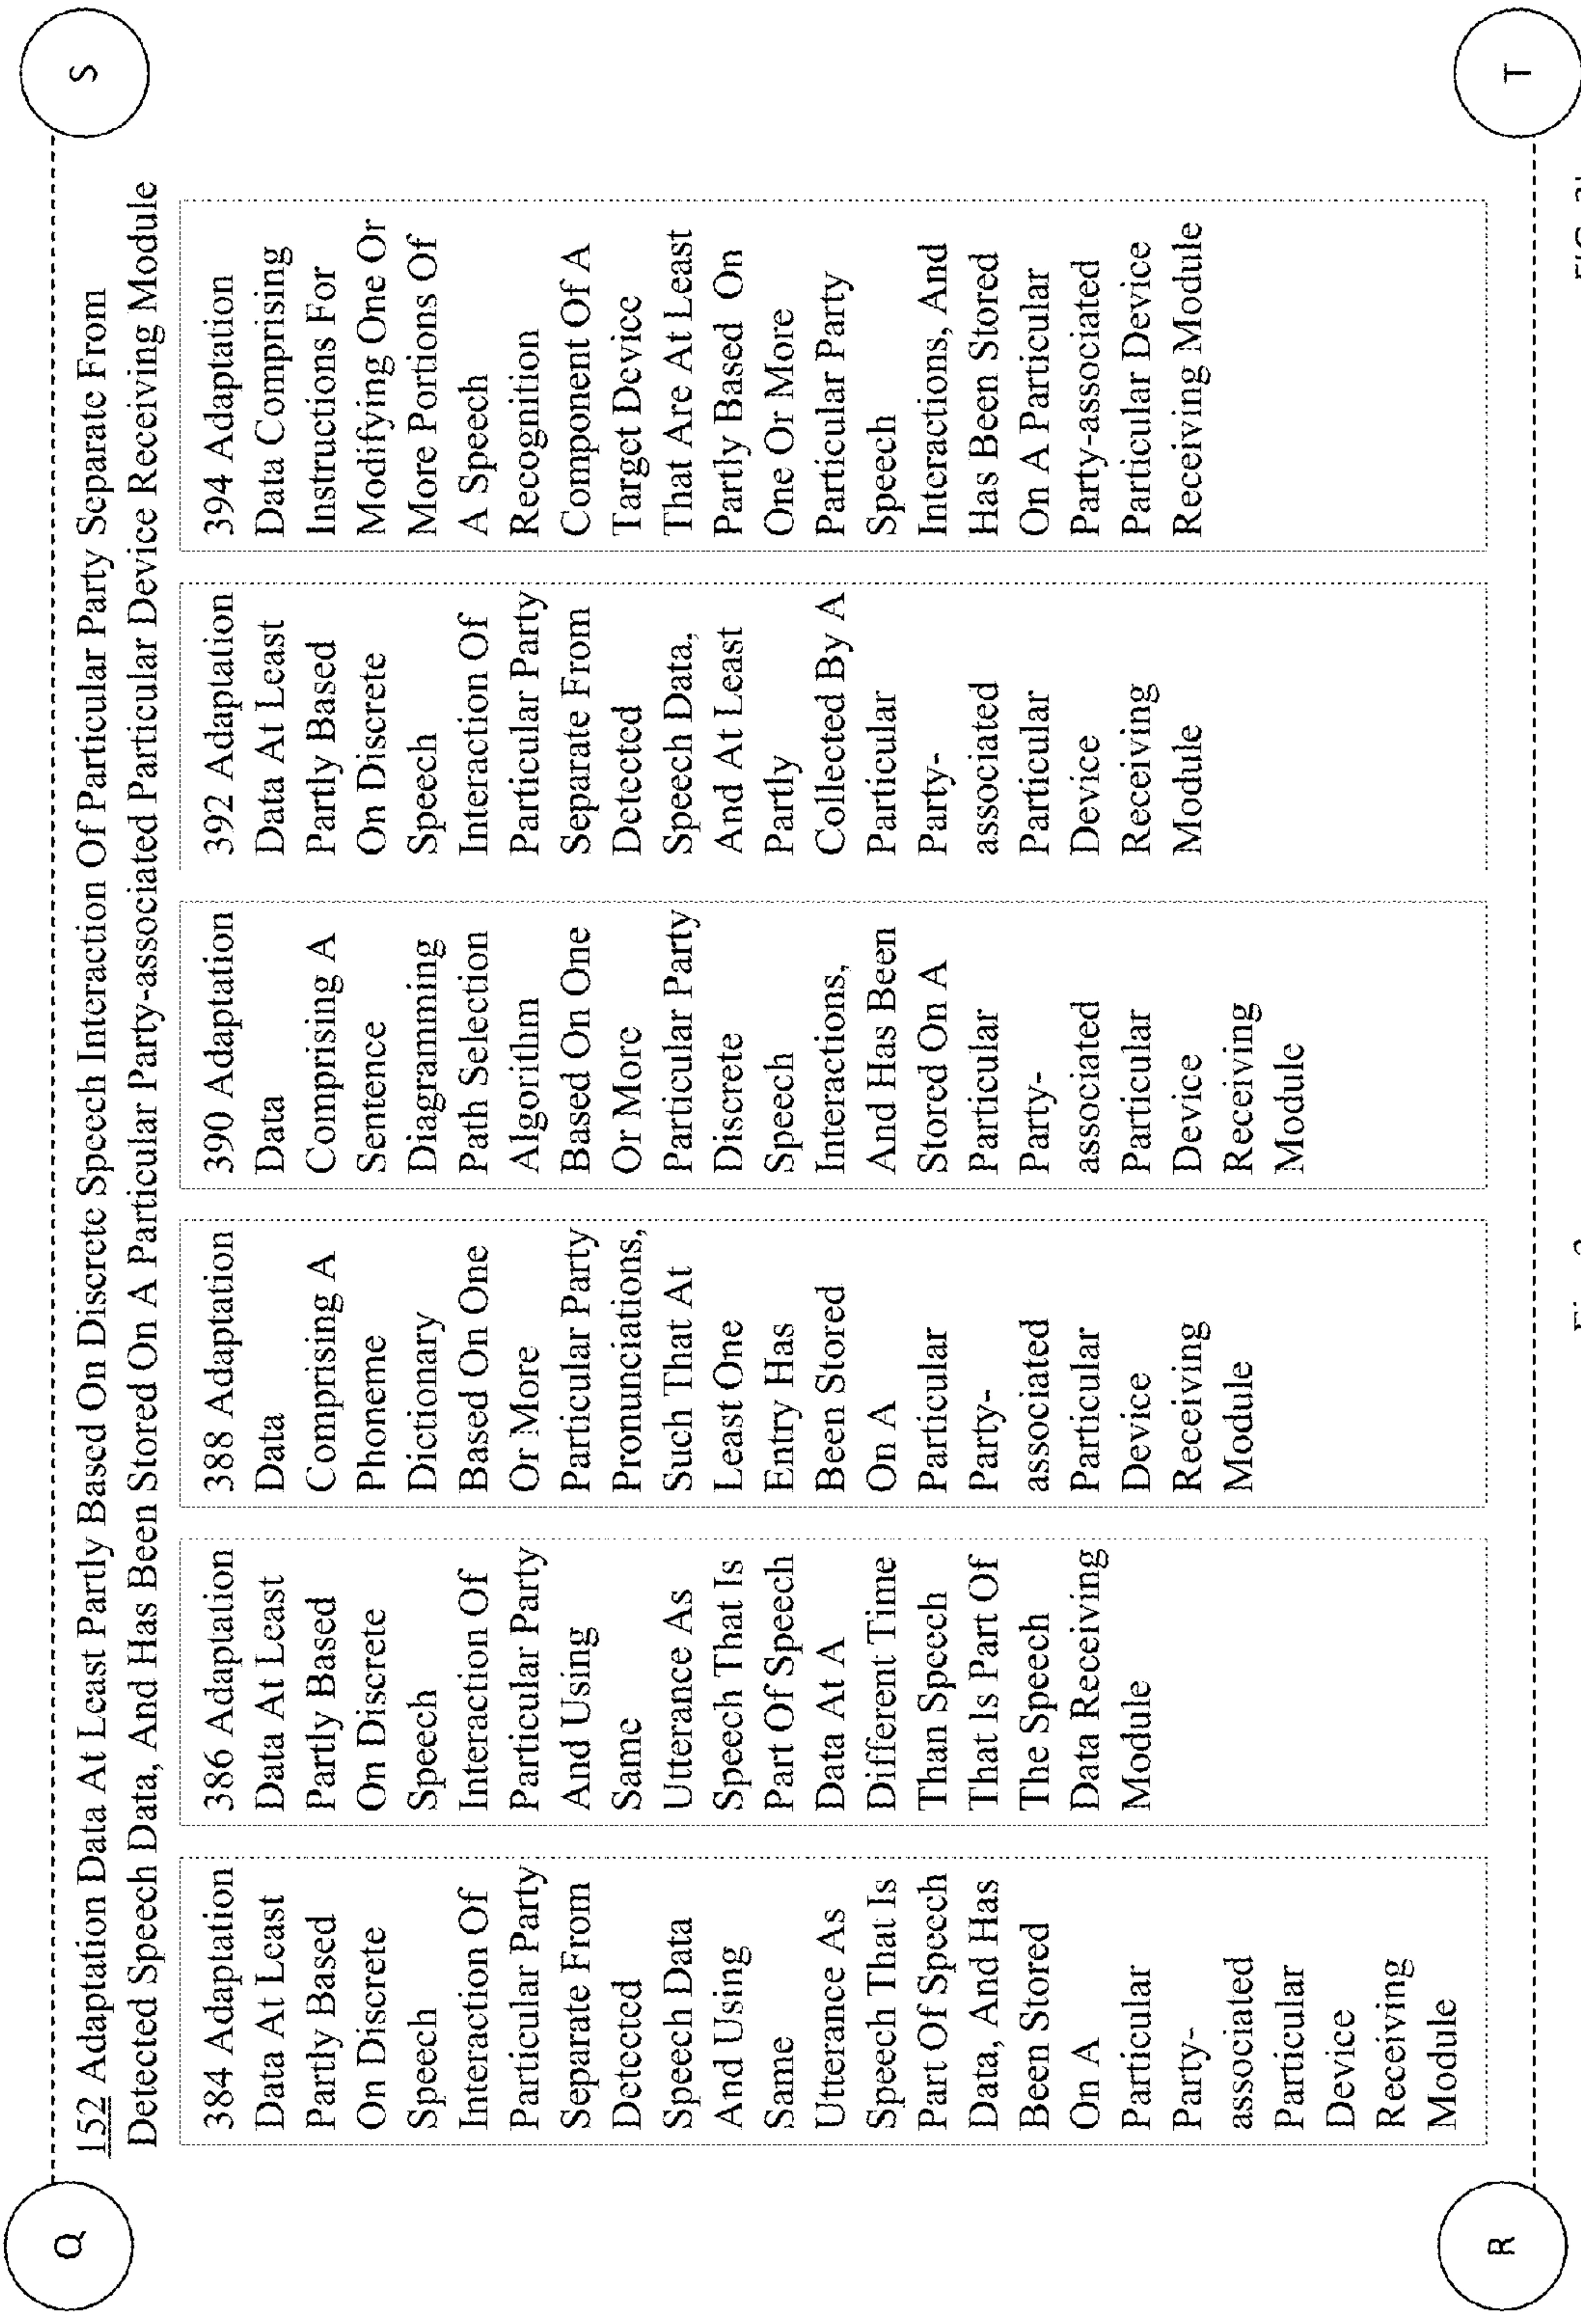 Q
S
152 Adaptation Data At Least Partly Based On Discrete Speech Interaction Of Particular Party Separate From
Detected Speech Data, And Has Been Stored On A Particular Party-associated Particular Device Receiving Module
384 Adaptation
Data At Least
Partly Based
On Discrete
Speech
Interaction Of
Particular Party
Separate From
Detected
Speech Data
And Using
Same
Utterance As
Speech That Is
Part Of Speech
Data, And Has
Been Stored
On A
Particular
Party-
associated
Particular
Device
Receiving
Module
386 Adaptation
Data At Least
Partly Based
On Discrete
Speech
Interaction Of
Particular Party
And Using
Same
Utterance As
Speech That Is
Part Of Speech
Data At A
Different Time
Than Speech
That Is Part Of
The Speech
Data Receiving
Module
388 Adaptation
Data
Comprising A
Phoneme
Dictionary
Based On One
Or More
Particular Party
Pronunciations,
Such That At
Least One
Entry Has
Been Stored
On A
Particular
Party-
associated
Particular
Device
Receiving
Module
390 Adaptation
Data
Comprising A
Sentence
Diagramming
Path Selection
Algorithm
Based On One
Or More
Particular Party
Discrete
Speech
Interactions,
And Has Been
Stored On A
Particular
Party-
associated
Particular
Device
Receiving
Module
392 Adaptation
Data At Least
Partly Based
On Discrete
Speech
Interaction Of
Particular Party
Separate From
Detected
Speech Data,
And At Least
Partly
Collected By A
Particular
Party-
associated
Particular
Device
Receiving
Module
394 Adaptation
Data Comprising
Instructions For
Modifying One Or
More Portions Of
A Speech
Recognition
Component Of A
Target Device
That Are At Least
Partly Based On
One Or More
Particular Party
Speech
Interactions, And
Has Been Stored
On A Particular
Party-associated
Particular Device
Receiving Module
R
T